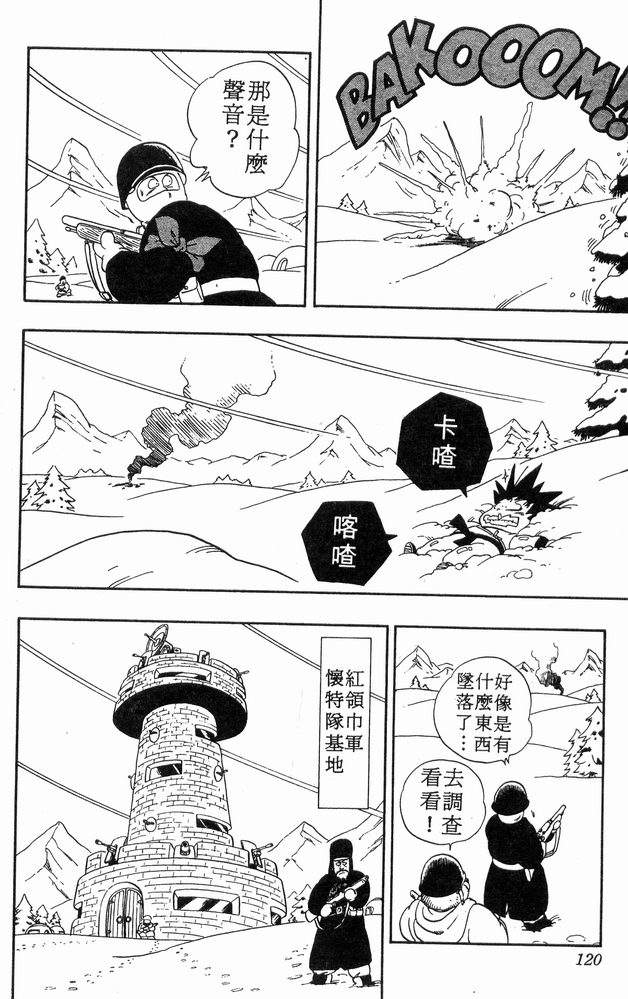 BAKOOOM!!
那是什麼
聲音？
卡喳
喀喳
好像是有
什麼東西
墜落了…
去調查
看看！
紅領巾軍
懷特隊基地
120